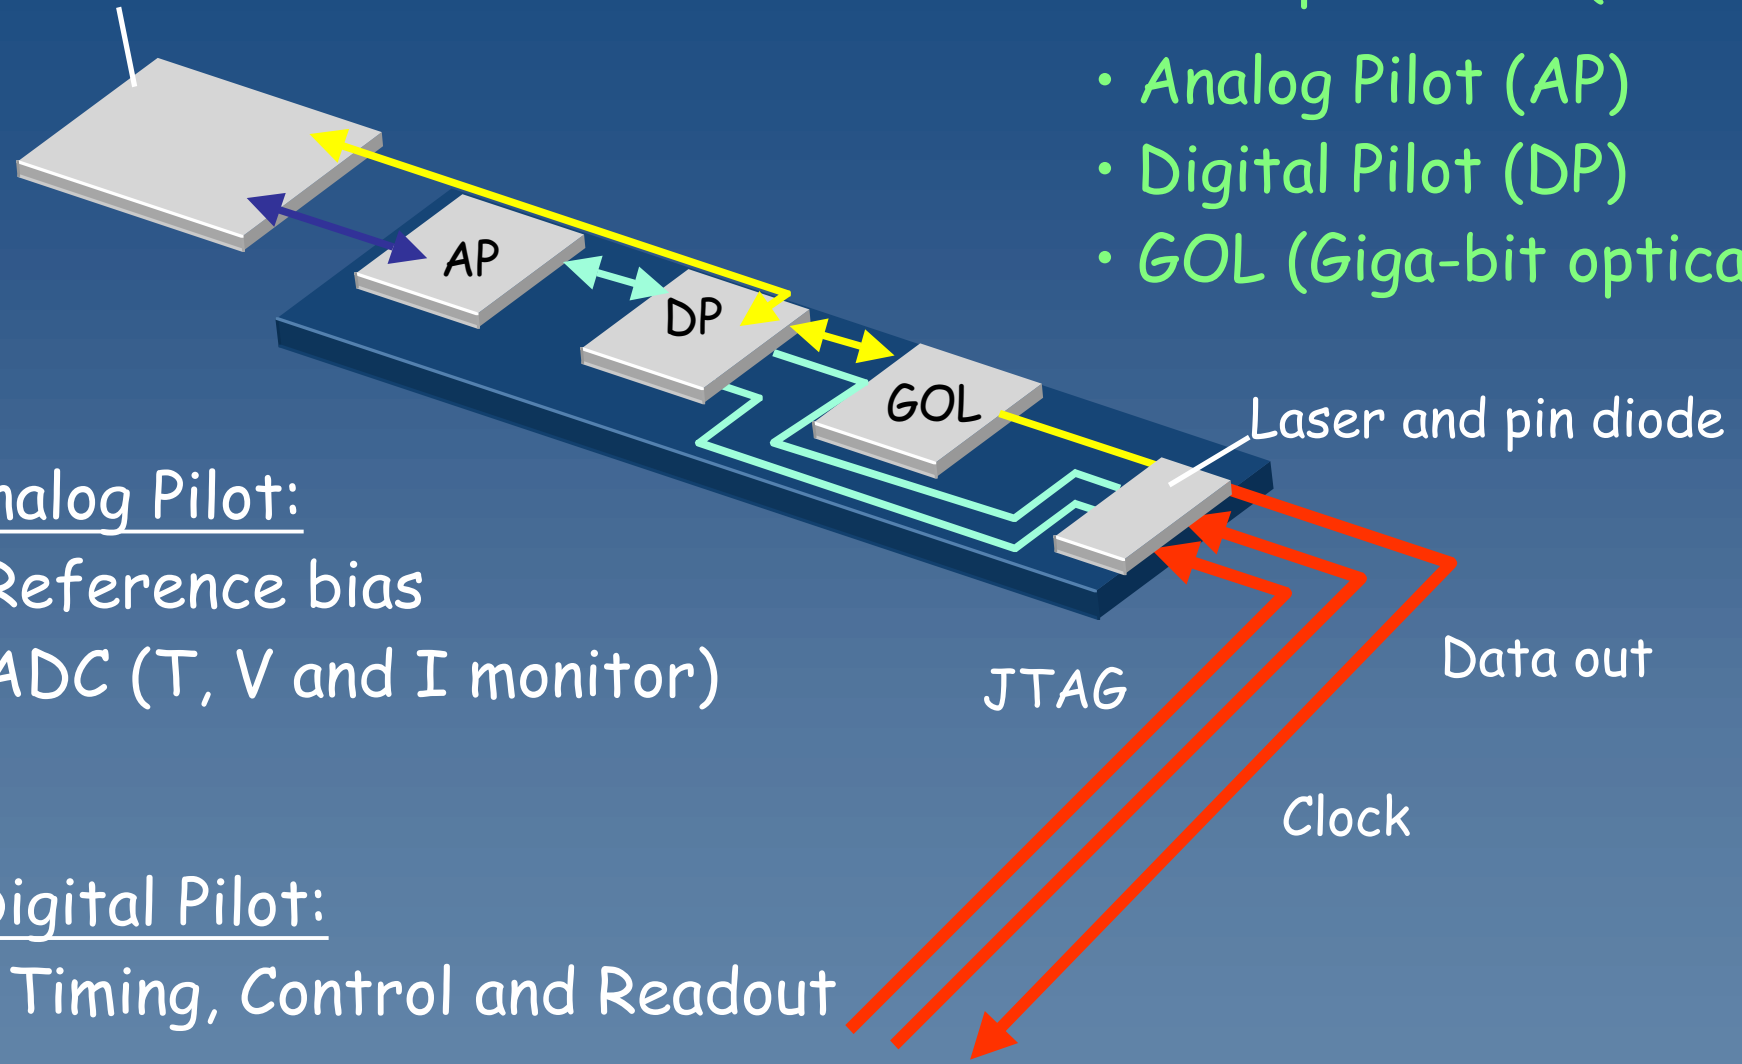 • Analog Pilot (AP)
• Digital Pilot (DP)
• GOL (Giga-bit optica
AP
DP
GOL
Laser and pin diode
nalog Pilot:
Reference bias
ADC (T, V and I monitor)
JTAG
Data out
Clock
igital Pilot:
Timing, Control and Readout